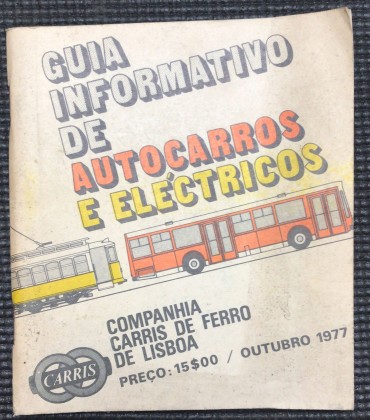 GUIA
INFORMATIVO
DE
AUTOCARROS
E ELÉCTRICOS
COMPANHIA
CARRIS DE FERRO
DE LISBOA
CARRIS
PREÇO: 15$00 / OUTUBRO 1977